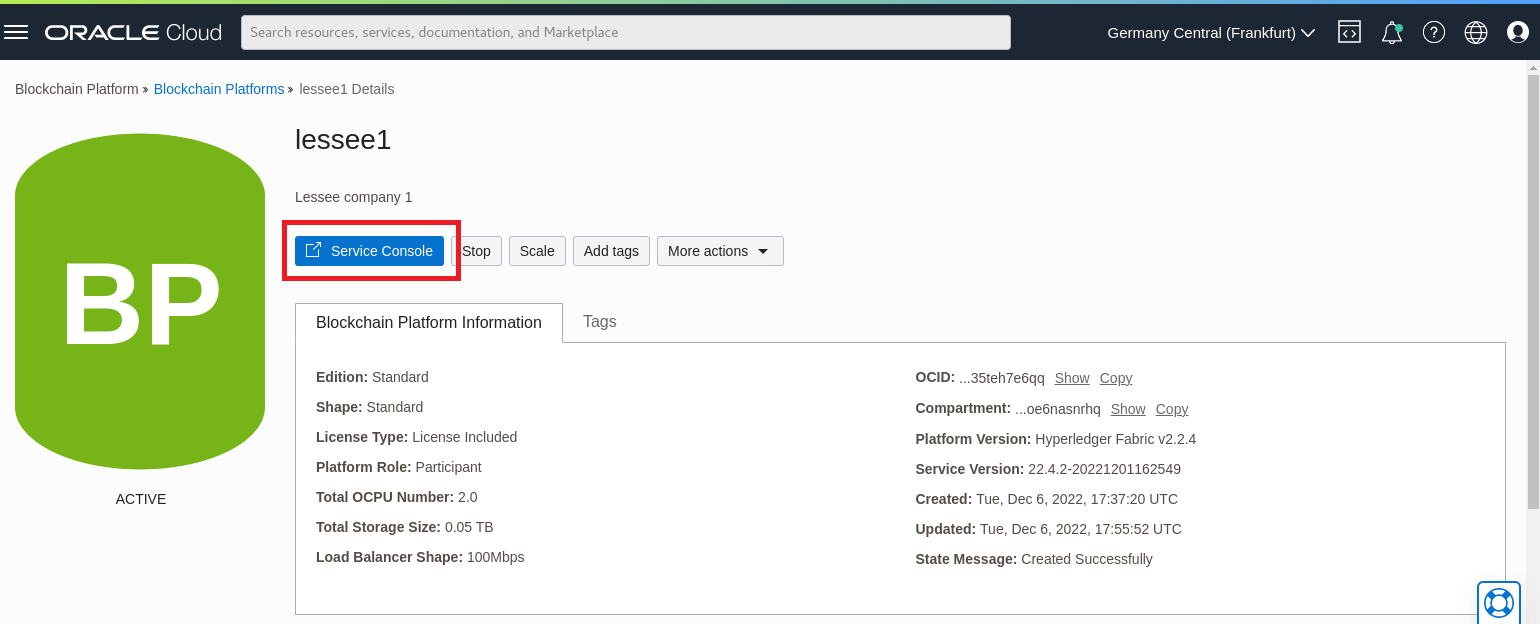 ORACLE Cloud
Search resources, services, documentation, and Marketplace
Germany Central (Frankfurt)
Blockchain Platform » Blockchain Platforms » lessee1 Details
BP
ACTIVE
lessee1
Lessee company 1
Service Console
Stop
Scale
Add tags
More actions
Blockchain Platform Information
Tags
Edition: Standard
Shape: Standard
License Type: License Included
Platform Role: Participant
Total OCPU Number: 2.0
Total Storage Size: 0.05 TB
Load Balancer Shape: 100Mbps
OCID: ...35teh7e6qq Show Copy
Compartment: ...oe6nasnrhq Show Copy
Platform Version: Hyperledger Fabric v2.2.4
Service Version: 22.4.2-20221201162549
Created: Tue, Dec 6, 2022, 17:37:20 UTC
Updated: Tue, Dec 6, 2022, 17:55:52 UTC
State Message: Created Successfully